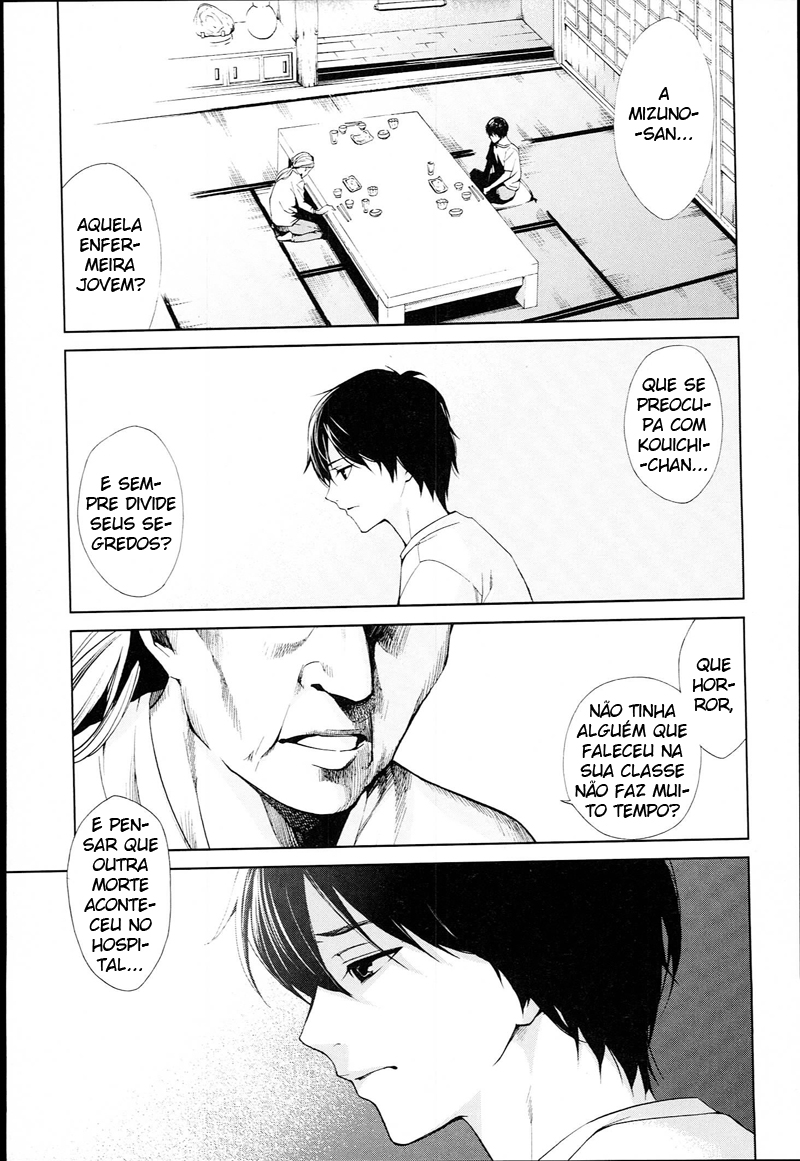 A
MIZUNO-
-SAN...
AQUELA
ENFER-
MEIRA
JOVEM?
QUE SE
PREOCU-
PA COM
KOUICHI-
-CHAN...
E SEM-
PRE DIVIDE
SEUS SE-
GREDOS?
QUE
HOR-
ROR,
NÃO TINHA
ALGUÉM QUE
FALECEU NA
SUA CLASSE
NÃO FAZ MUI-
TO TEMPO?
E PEN-
SAR QUE
OUTRA
MORTE
ACONTE-
CEU NO
HOSPI-
TAL...